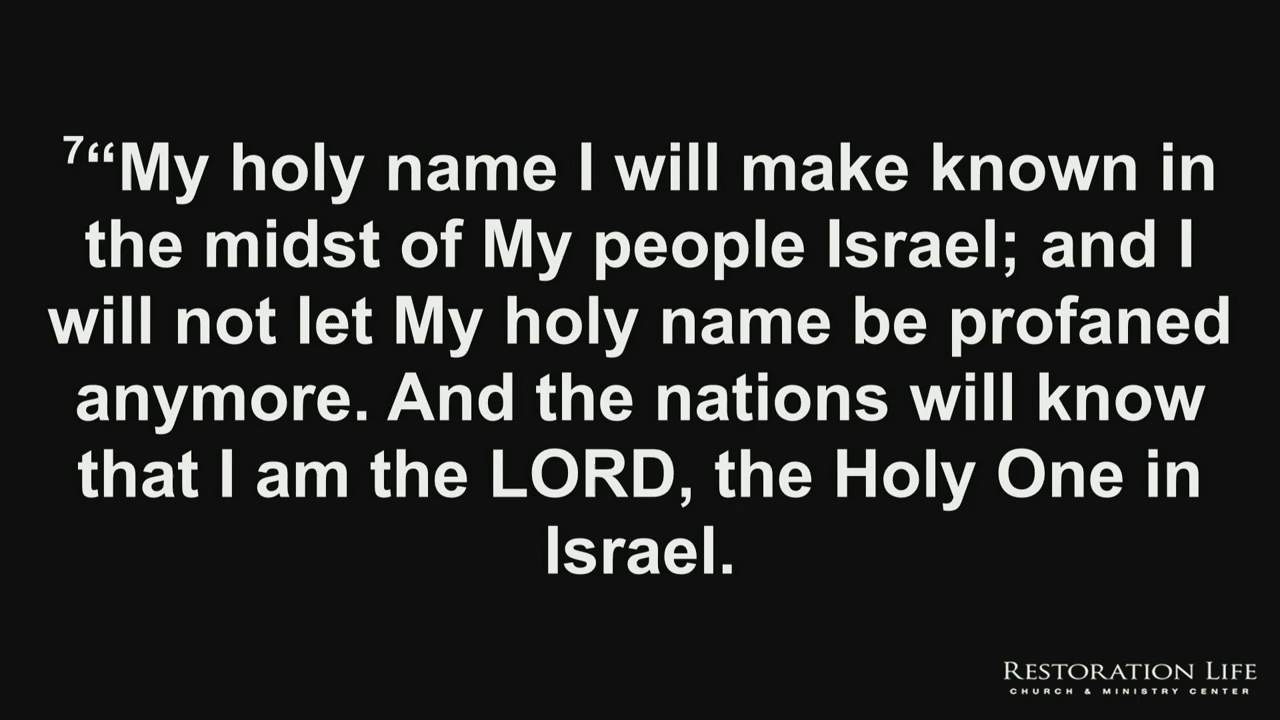 7“My holy name I will make known in
the midst of My people Israel; and I
will not let My holy name be profaned
anymore. And the nations will know
that I am the LORD, the Holy One in
Israel.
RESTORATION LIFE
CHURCH & MINISTRY CENTER